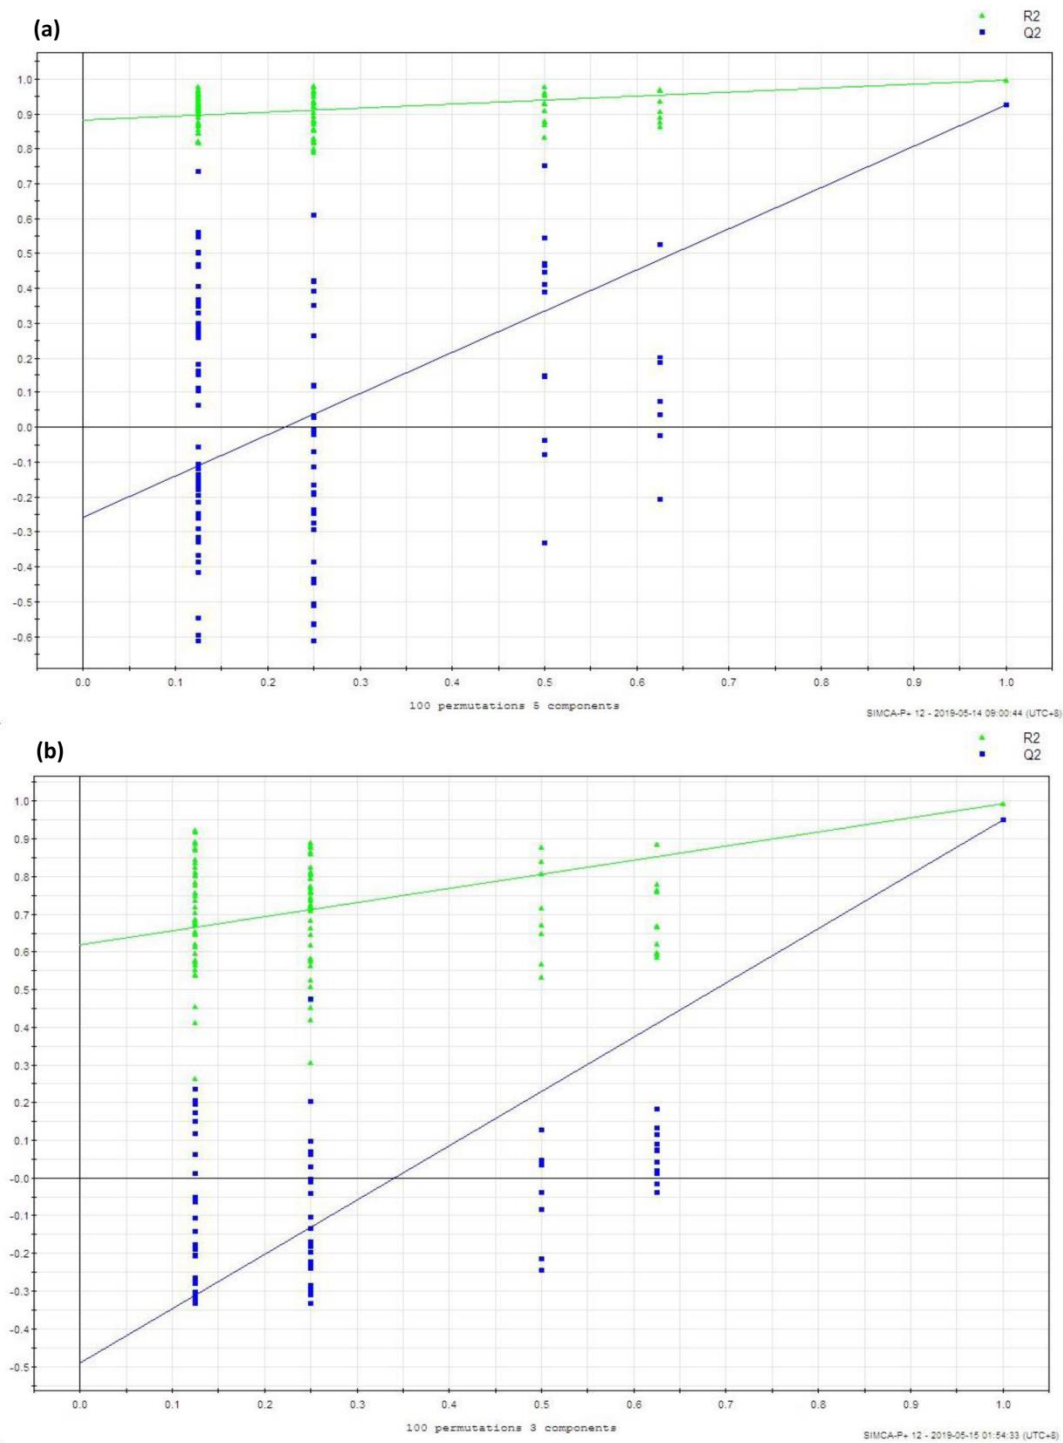 (a)
R2
Q2
1.0
0.9
0.8
0.7
0.6
0.5
0.4
0.3
0.2
0.1
0.0
-0.1
-0.2
-0.3
-0.4
-0.5
-0.6
0.0 0.1 0.2 0.3 0.4 0.5 0.6 0.7 0.8 0.9 1.0
100 permutations 5 components
SIMCA-P+ 12 - 2019-05-14 09:00:44 (UTC+8)
(b)
R2
Q2
1.0
0.9
0.8
0.7
0.6
0.5
0.4
0.3
0.2
0.1
-0.0
-0.1
-0.2
-0.3
-0.4
-0.5
0.0 0.1 0.2 0.3 0.4 0.5 0.6 0.7 0.8 0.9 1.0
100 permutations 3 components
SIMCA-P+ 12 - 2019-05-15 01:54:33 (UTC+8)